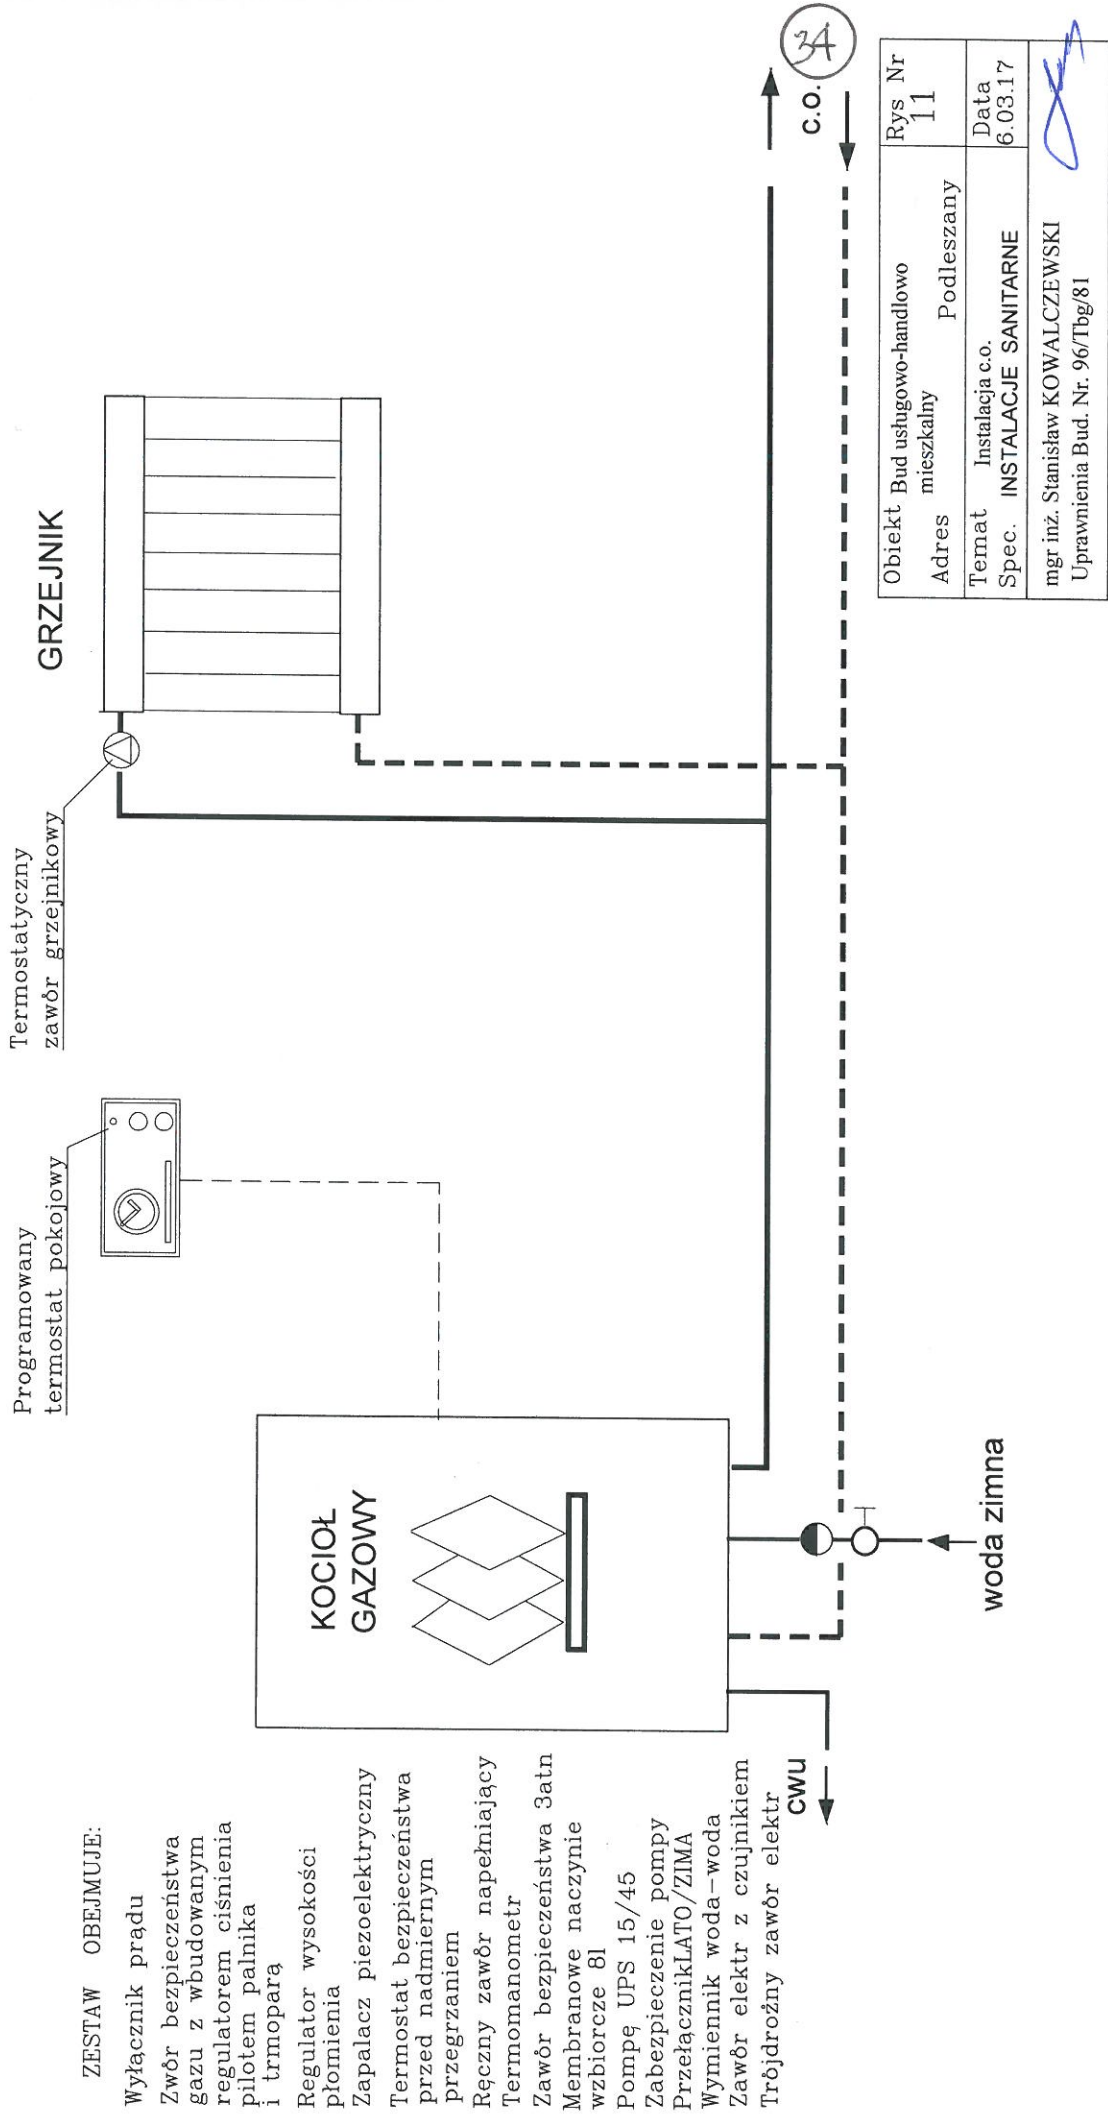 ZESTAW OBEJMUJE:
Wyłącznik prądu
Zwór bezpieczeństwa
gazu z wbudowanym
regulatorem ciśnienia
pilotem palnika
i trmoparą
Regulator wysokości
płomienia
Zapalacz piezoelektryczny
Termostat bezpieczeństwa
przed nadmiernym
przegrzaniem
Ręczny zawór napełniający
Termomanometr
Zawór bezpieczeństwa 3atn
Membranowe naczynie
wzbiorcze 8l
Pompę UPS 15/45
Zabezpieczenie pompy
PrzełącznikLATO/ZIMA
Wymiennik woda-woda
Zawór elektr z czujnikiem
Trójdrożny zawór elektr
cwu
KOCIOŁ
GAZOWY
woda zimna
Programowany
termostat pokojowy
Termostatyczny
zawór grzejnikowy
GRZEJNIK
c.o.
34
Obiekt Bud usługowo-handlowo
mieszkalny
Adres Podleszany
Rys Nr
11
Temat Instalacja c.o.
Spec. INSTALACJE SANITARNE
Data
6.03.17
mgr inż. Stanisław KOWALCZEWSKI
Uprawnienia Bud. Nr. 96/Tbg/81